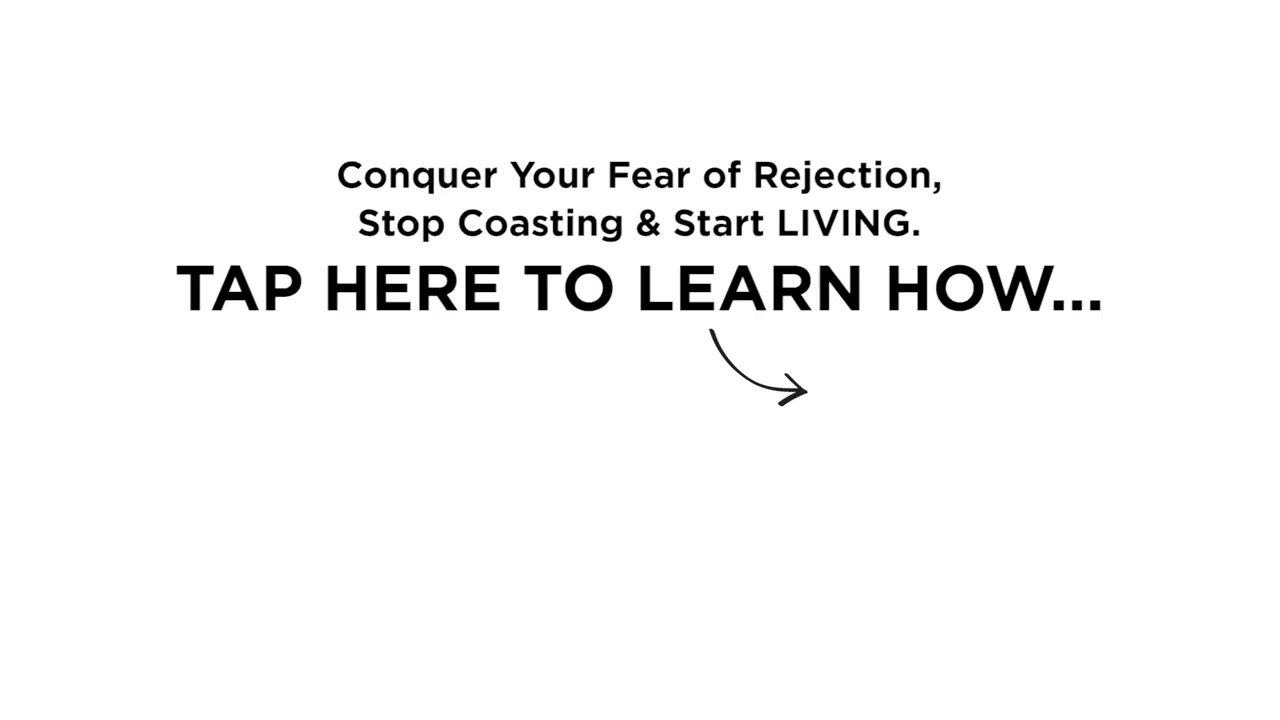 Conquer Your Fear of Rejection,
Stop Coasting & Start LIVING.
TAP HERE TO LEARN HOW...